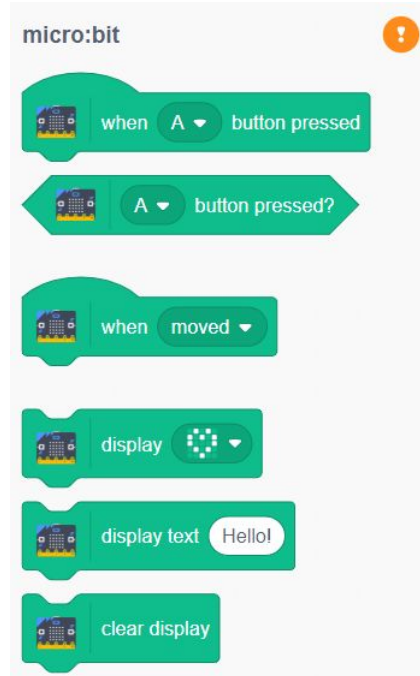 micro:bit
!
when A button pressed
A button pressed?
when moved
display
display text Hello!
clear display